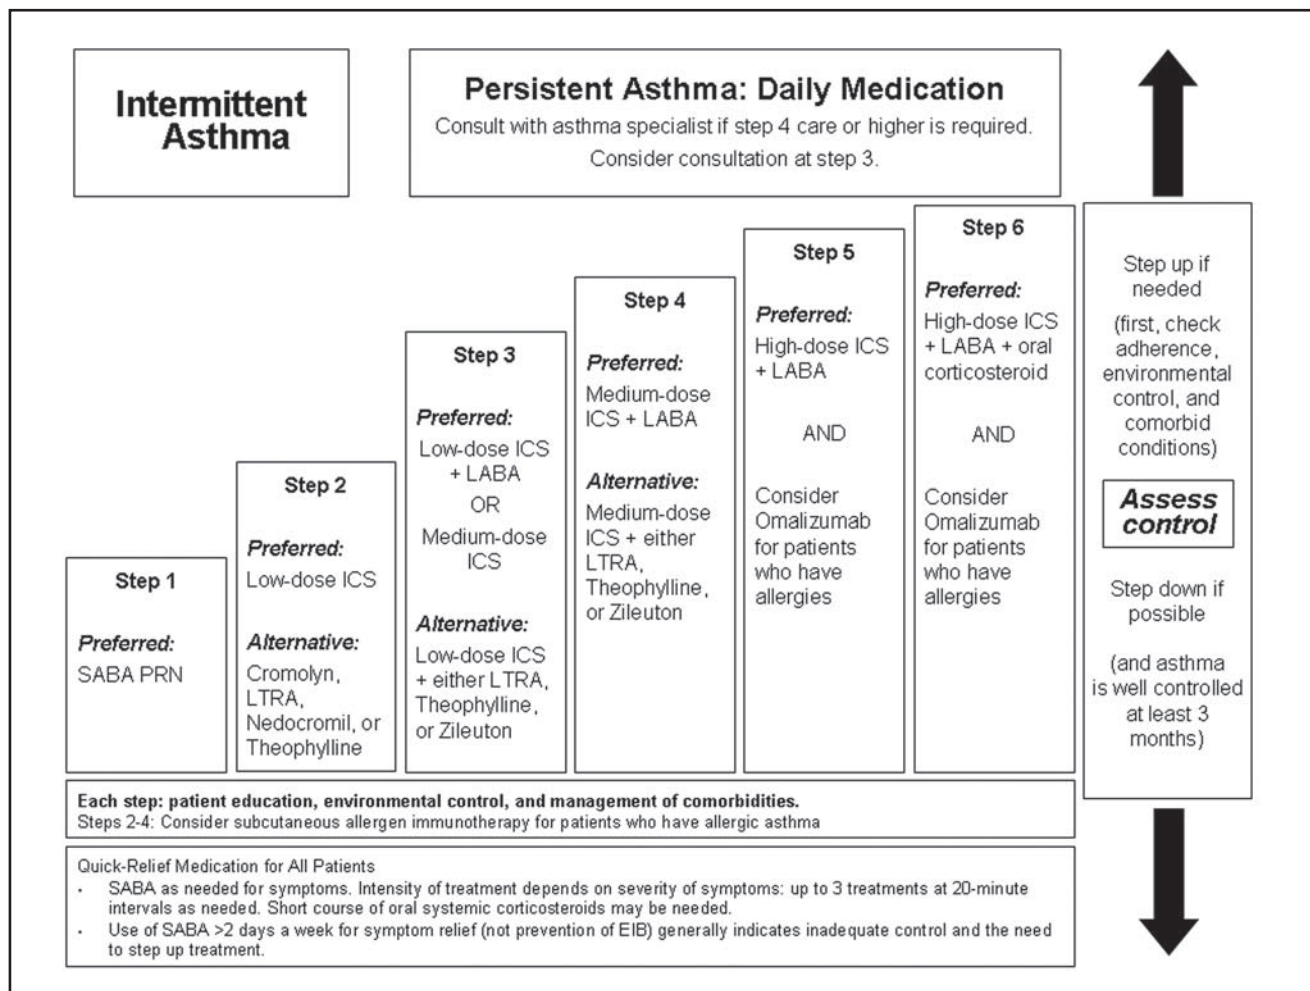 Intermittent
Asthma
Persistent Asthma: Daily Medication
Consult with asthma specialist if step 4 care or higher is required.
Consider consultation at step 3.
Step 1
Preferred:
SABA PRN
Step 2
Preferred:
Low-dose ICS
Alternative:
Cromolyn,
LTRA,
Nedocromil, or
Theophylline
Step 3
Preferred:
Low-dose ICS
+ LABA
OR
Medium-dose
ICS
Alternative:
Low-dose ICS
+ either LTRA,
Theophylline,
or Zileuton
Step 4
Preferred:
Medium-dose
ICS + LABA
Alternative:
Medium-dose
ICS + either
LTRA,
Theophylline,
or Zileuton
Step 5
Preferred:
High-dose ICS
+ LABA
AND
Consider
Omalizumab
for patients
who have
allergies
Step 6
Preferred:
High-dose ICS
+ LABA + oral
corticosteroid
AND
Consider
Omalizumab
for patients
who have
allergies
Step up if
needed
(first, check
adherence,
environmental
control, and
comorbid
conditions)
Assess
control
Step down if
possible
(and asthma
is well controlled
at least 3
months)
Each step: patient education, environmental control, and management of comorbidities.
Steps 2-4: Consider subcutaneous allergen immunotherapy for patients who have allergic asthma
Quick-Relief Medication for All Patients
• SABA as needed for symptoms. Intensity of treatment depends on severity of symptoms: up to 3 treatments at 20-minute
intervals as needed. Short course of oral systemic corticosteroids may be needed.
• Use of SABA >2 days a week for symptom relief (not prevention of EIB) generally indicates inadequate control and the need
to step up treatment.